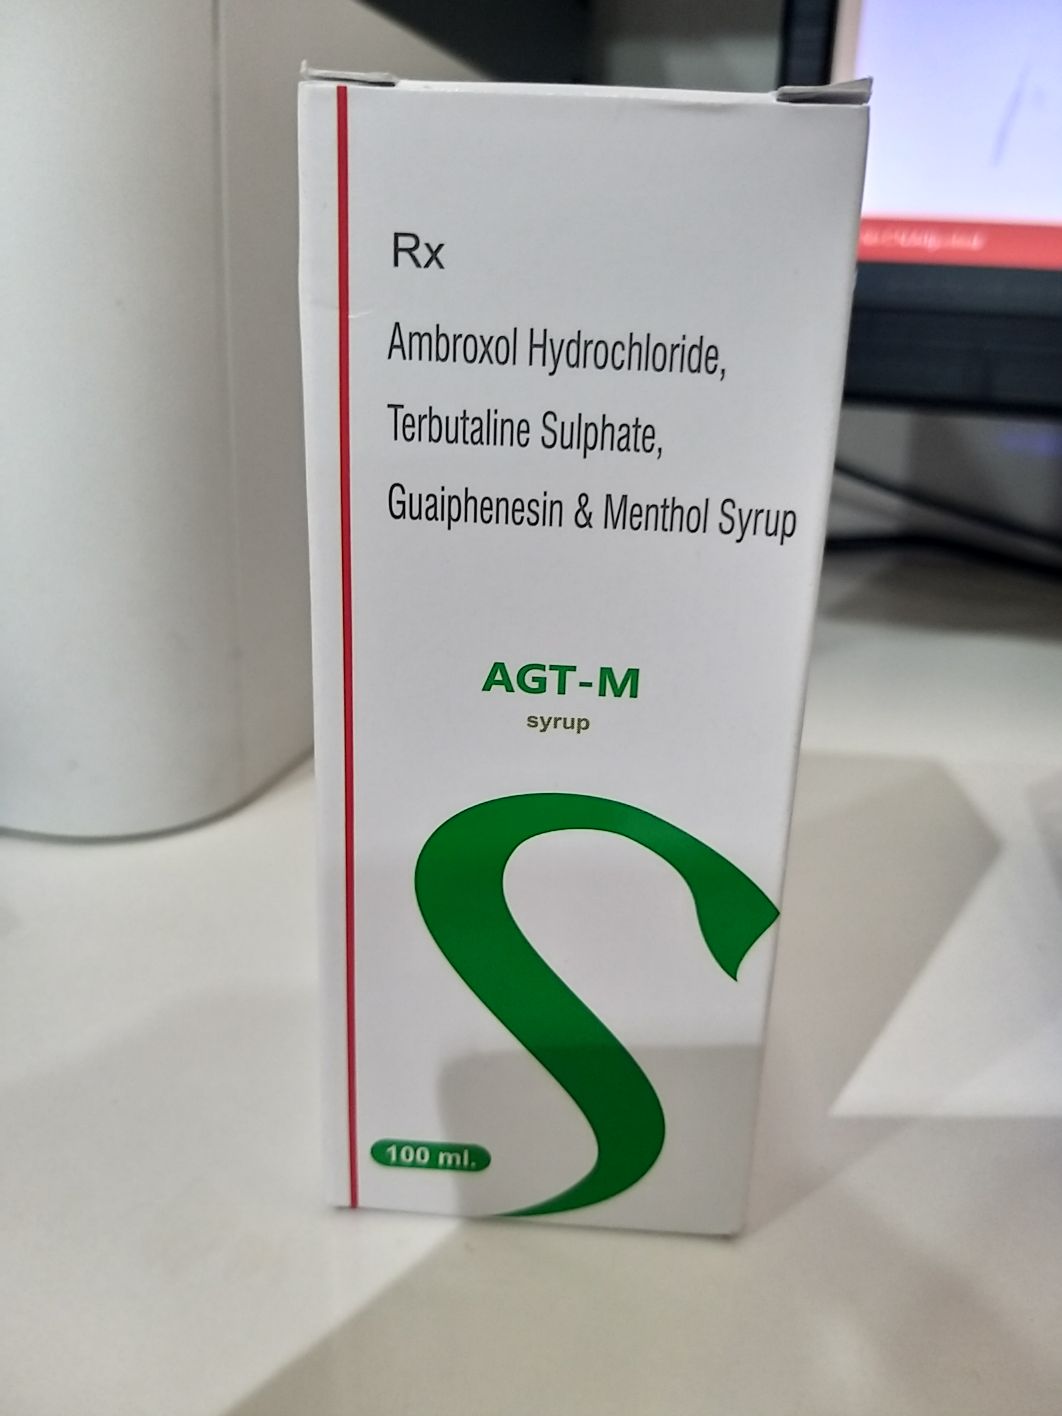 Rx
Ambroxol Hydrochloride,
Terbutaline Sulphate,
Guaiphenesin & Menthol Syrup
AGT-M
syrup
100 ml.